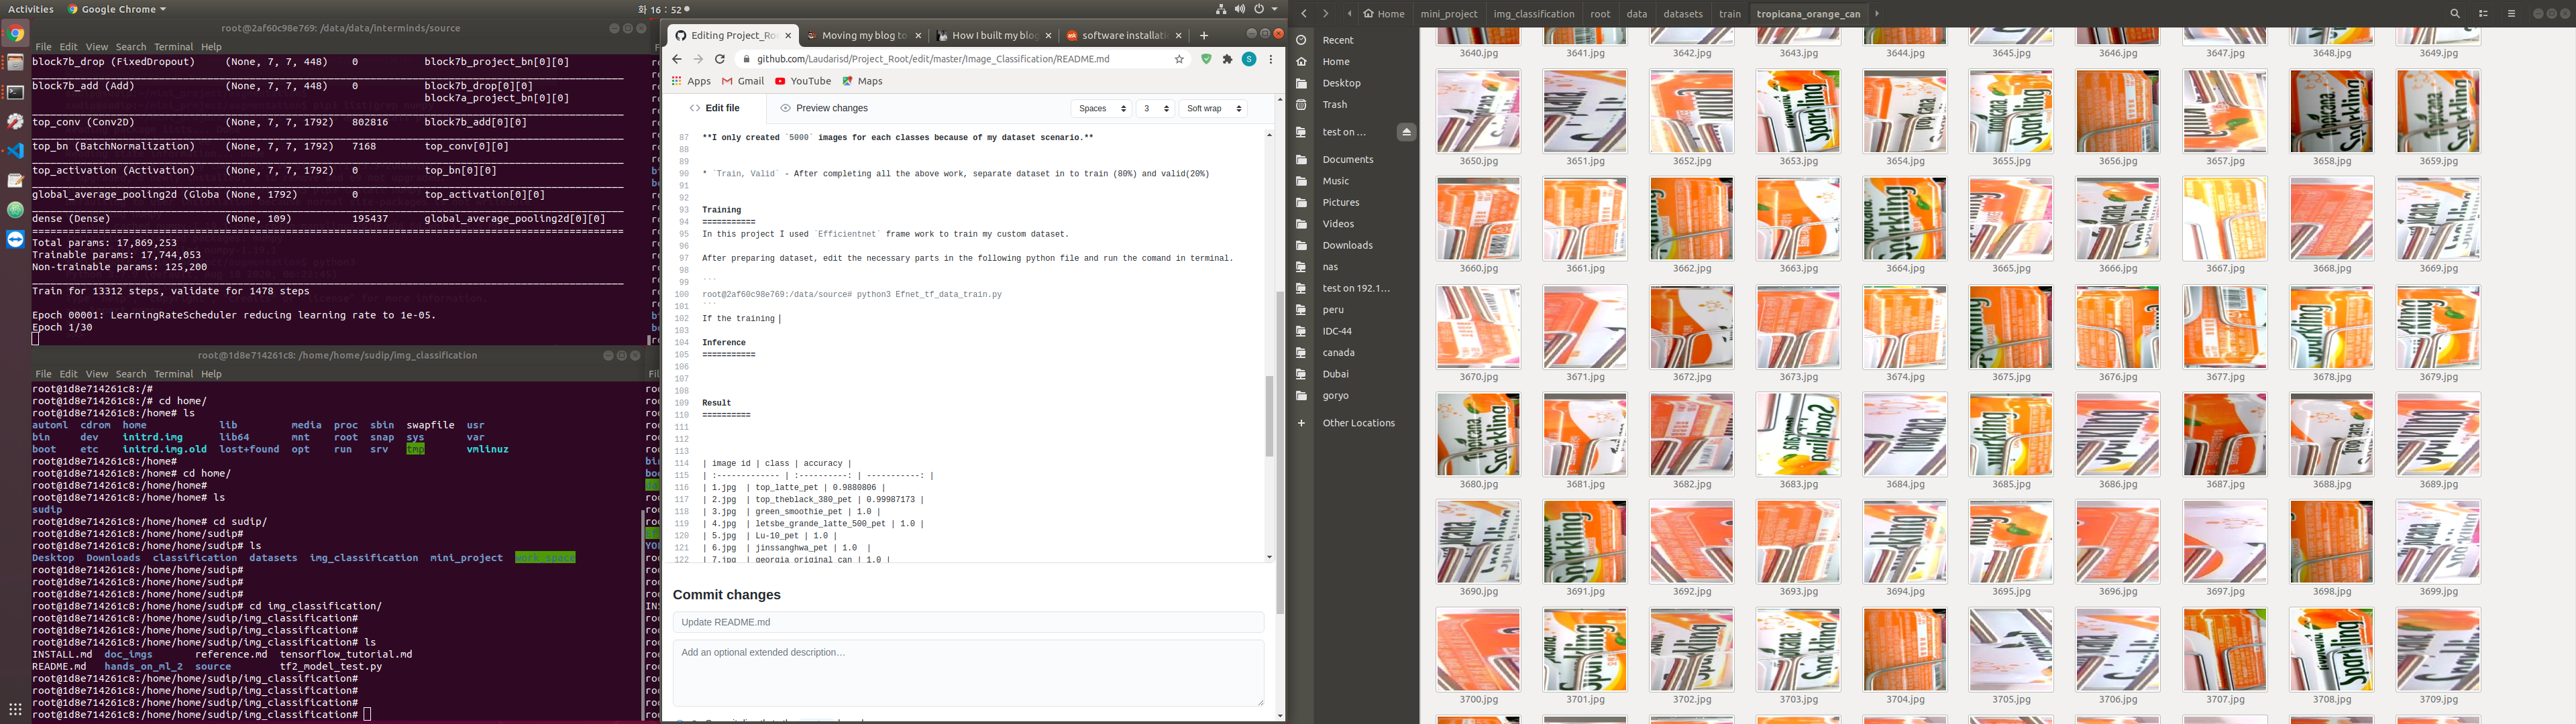 Activities
Google Chrome
화 16 : 52
root@2af60c98e769: /data/data/interminds/source
File Edit View Search Terminal Help
block7b_drop (FixedDropout) (None, 7, 7, 448) 0 block7b_project_bn[0][0]
block7b_add (Add) (None, 7, 7, 448) 0 block7b_drop[0][0]
block7a_project_bn[0][0]
top_conv (Conv2D) (None, 7, 7, 1792) 802816 block7b_add[0][0]
top_bn (BatchNormalization) (None, 7, 7, 1792) 7168 top_conv[0][0]
top_activation (Activation) (None, 7, 7, 1792) 0 top_bn[0][0]
global_average_pooling2d (Globa (None, 1792) 0 top_activation[0][0]
dense (Dense) (None, 109) 195437 global_average_pooling2d[0][0]
Total params: 17,869,253
Trainable params: 17,744,053
Non-trainable params: 125,200
Train for 13312 steps, validate for 1478 steps
Epoch 00001: LearningRateScheduler reducing learning rate to 1e-05.
Epoch 1/30
root@1d8e714261c8: /home/home/sudip/img_classification
File Edit View Search Terminal Help
root@1d8e714261c8:/#
root@1d8e714261c8:/# cd home/
root@1d8e714261c8:/home# ls
automl cdrom home lib media proc sbin swapfile usr
bin dev initrd.img lib64 mnt root snap sys var
boot etc initrd.img.old lost+found opt run srv tmp vmlinuz
root@1d8e714261c8:/home#
root@1d8e714261c8:/home# cd home/
root@1d8e714261c8:/home/home#
root@1d8e714261c8:/home/home# ls
sudip
root@1d8e714261c8:/home/home# cd sudip/
root@1d8e714261c8:/home/home/sudip#
root@1d8e714261c8:/home/home/sudip# ls
Desktop Downloads classification datasets img_classification mini_project work_space
root@1d8e714261c8:/home/home/sudip#
root@1d8e714261c8:/home/home/sudip#
root@1d8e714261c8:/home/home/sudip#
root@1d8e714261c8:/home/home/sudip# cd img_classification/
root@1d8e714261c8:/home/home/sudip/img_classification#
root@1d8e714261c8:/home/home/sudip/img_classification#
root@1d8e714261c8:/home/home/sudip/img_classification# ls
INSTALL.md doc_imgs reference.md tensorflow_tutorial.md
README.md hands_on_ml_2 source tf2_model_test.py
root@1d8e714261c8:/home/home/sudip/img_classification#
root@1d8e714261c8:/home/home/sudip/img_classification#
root@1d8e714261c8:/home/home/sudip/img_classification#
root@1d8e714261c8:/home/home/sudip/img_classification#
Editing Project_Ro
Moving my blog to
How I built my blog
software installatio
github.com/Laudarisd/Project_Root/edit/master/Image_Classification/README.md
S
Apps Gmail YouTube Maps
Edit file
Preview changes
Spaces 3 Soft wrap
87 **I only created `5000` images for each classes because of my dataset scenario.**
88
89
90 * `Train, Valid` - After completing all the above work, separate dataset in to train (80%) and valid(20%)
91
92
93 Training
94 ===========
95 In this project I used `Efficientnet` frame work to train my custom dataset.
96
97 After preparing dataset, edit the necessary parts in the following python file and run the comand in terminal.
98
99 ```
100 root@2af60c98e769:/data/source# python3 Efnet_tf_data_train.py
101 ```
102 If the training
103
104 Inference
105 ===========
106
107
108
109 Result
110 ==========
111
112
113
114 | image id | class | accuracy |
115 | :------------- | :----------: | -----------: |
116 | 1.jpg | top_latte_pet | 0.9880806 |
117 | 2.jpg | top_theblack_380_pet | 0.99987173 |
118 | 3.jpg | green_smoothie_pet | 1.0 |
119 | 4.jpg | letsbe_grande_latte_500_pet | 1.0 |
120 | 5.jpg | Lu-10_pet | 1.0 |
121 | 6.jpg | jinssanghwa_pet | 1.0 |
122 | 7.jpg | georgia_original_can | 1.0 |
Commit changes
Update README.md
Add an optional extended description…
Home mini_project img_classification root data datasets train tropicana_orange_can
Recent
Home
Desktop
Trash
test on …
Documents
Music
Pictures
Videos
Downloads
nas
test on 192.1…
peru
IDC-44
canada
Dubai
goryo
Other Locations
3640.jpg 3641.jpg 3642.jpg 3643.jpg 3644.jpg 3645.jpg 3646.jpg 3647.jpg 3648.jpg 3649.jpg
3650.jpg 3651.jpg 3652.jpg 3653.jpg 3654.jpg 3655.jpg 3656.jpg 3657.jpg 3658.jpg 3659.jpg
3660.jpg 3661.jpg 3662.jpg 3663.jpg 3664.jpg 3665.jpg 3666.jpg 3667.jpg 3668.jpg 3669.jpg
3670.jpg 3671.jpg 3672.jpg 3673.jpg 3674.jpg 3675.jpg 3676.jpg 3677.jpg 3678.jpg 3679.jpg
3680.jpg 3681.jpg 3682.jpg 3683.jpg 3684.jpg 3685.jpg 3686.jpg 3687.jpg 3688.jpg 3689.jpg
3690.jpg 3691.jpg 3692.jpg 3693.jpg 3694.jpg 3695.jpg 3696.jpg 3697.jpg 3698.jpg 3699.jpg
3700.jpg 3701.jpg 3702.jpg 3703.jpg 3704.jpg 3705.jpg 3706.jpg 3707.jpg 3708.jpg 3709.jpg